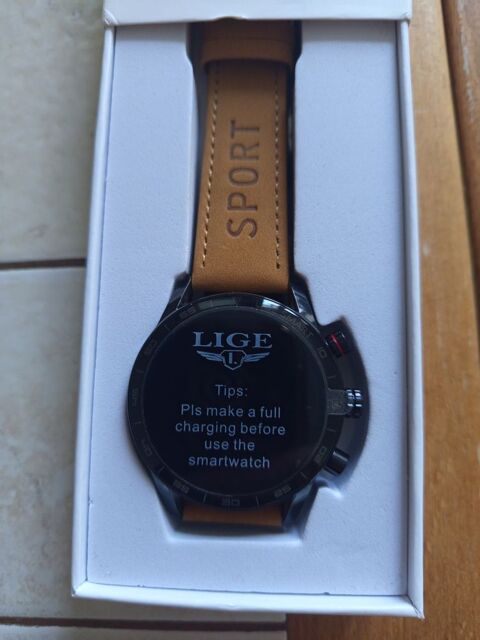 SPORT
LIGE
L
Tips:
Pls make a full
charging before
use the
smartwatch